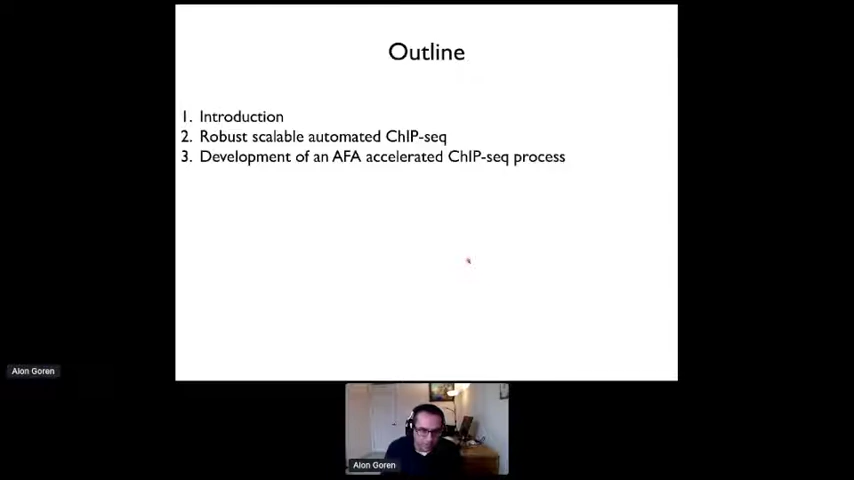 Outline
1. Introduction
2. Robust scalable automated ChIP-seq
3. Development of an AFA accelerated ChIP-seq process
Alon Goren
Alon Goren